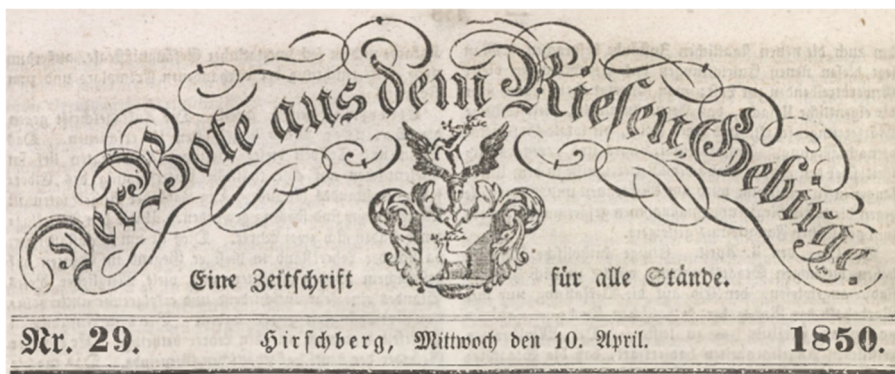 Der Bote aus dem Riesen-Gebirge.
Eine Zeitschrift für alle Stände.
Nr. 29. Hirschberg, Mittwoch den 10. April. 1850.